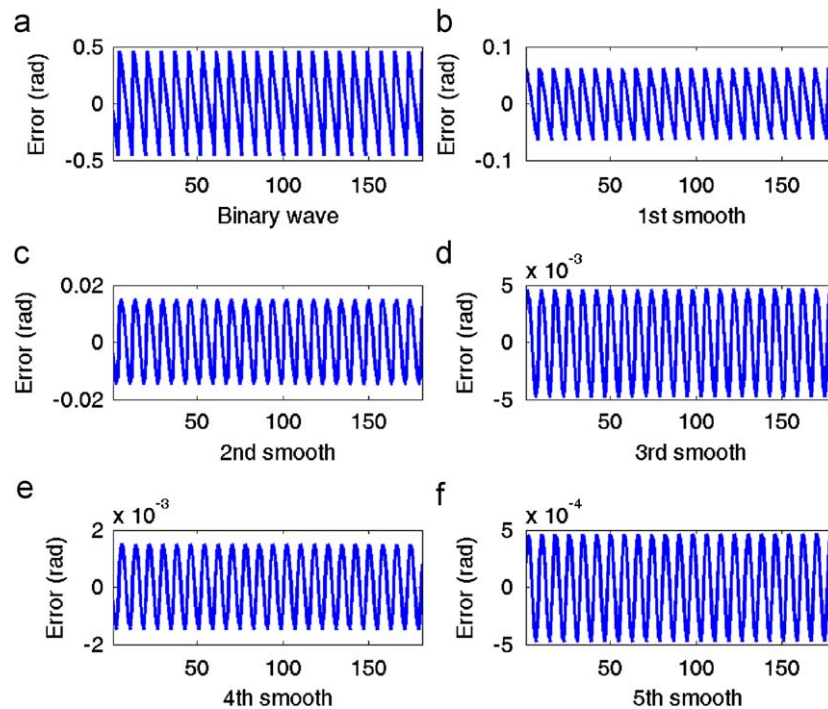 a
0.5
0
-0.5
Error (rad)
50 100 150
Binary wave
b
0.1
0
-0.1
Error (rad)
50 100 150
1st smooth
c
0.02
0
-0.02
Error (rad)
50 100 150
2nd smooth
d
x 10-3
5
0
-5
Error (rad)
50 100 150
3rd smooth
e
x 10-3
2
0
-2
Error (rad)
50 100 150
4th smooth
f
x 10-4
5
0
-5
Error (rad)
50 100 150
5th smooth